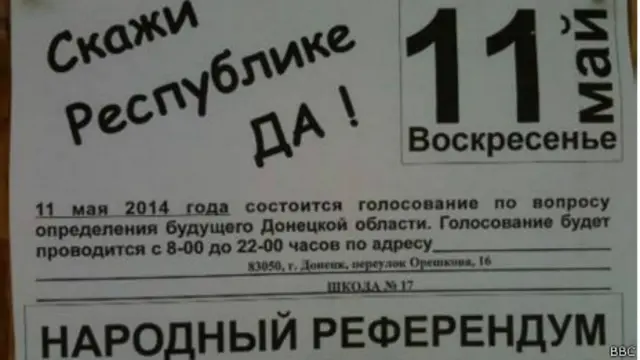 Скажи
Республике
ДА !
11
май
Воскресенье
11 мая 2014 года состоится голосование по вопросу
определения будущего Донецкой области. Голосование будет
проводится с 8-00 до 22-00 часов по адресу
83050, г. Донецк, переулок Орешкова, 16
ШКОЛА № 17
НАРОДНЫЙ РЕФЕРЕНДУМ
BBC